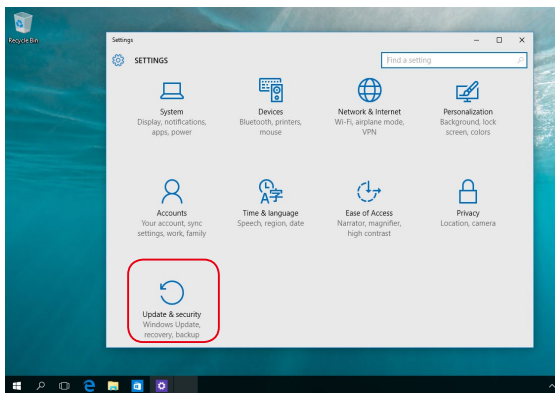 Recycle Bin
Settings
SETTINGS
Find a setting
System
Display, notifications,
apps, power
Devices
Bluetooth, printers,
mouse
Network & Internet
Wi-Fi, airplane mode,
VPN
Personalization
Background, lock
screen, colors
Accounts
Your account, sync
settings, work, family
A字
Time & language
Speech, region, date
Ease of Access
Narrator, magnifier,
high contrast
Privacy
Location, camera
Update & security
Windows Update,
recovery, backup